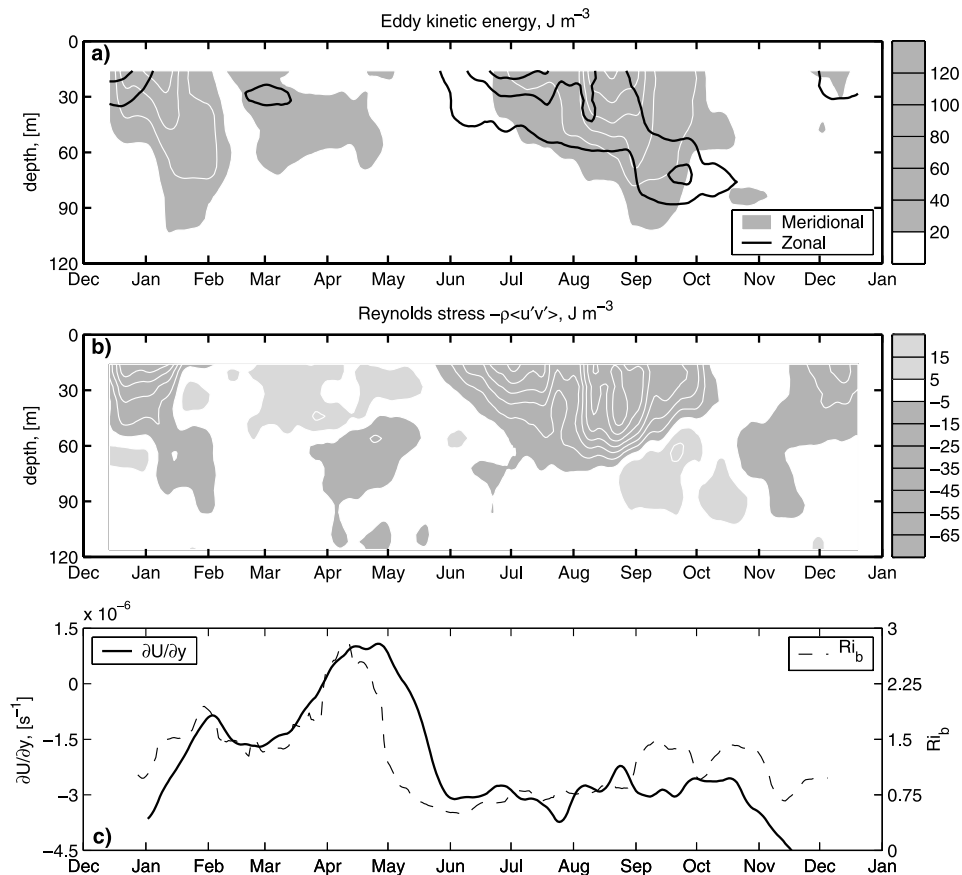 Eddy kinetic energy, J m⁻³
a)
0
30
60
90
120
depth, [m]
Meridional
Zonal
120
100
80
60
40
20
Dec Jan Feb Mar Apr May Jun Jul Aug Sep Oct Nov Dec Jan
Reynolds stress −ρ<u′v′>, J m⁻³
b)
0
30
60
90
120
depth, [m]
15
5
−5
−15
−25
−35
−45
−55
−65
Dec Jan Feb Mar Apr May Jun Jul Aug Sep Oct Nov Dec Jan
x 10⁻⁶
1.5
0
−1.5
−3
−4.5
∂U/∂y, [s⁻¹]
∂U/∂y
Ri_b
3
2.25
1.5
0.75
0
Ri_b
c)
Dec Jan Feb Mar Apr May Jun Jul Aug Sep Oct Nov Dec Jan